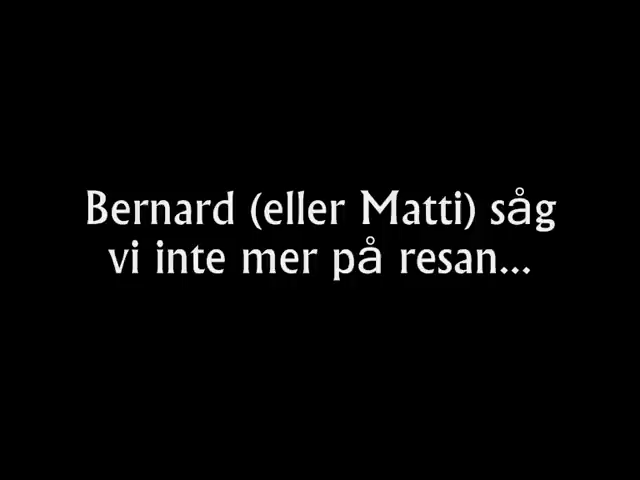 Bernard (eller Matti) såg
vi inte mer på resan...